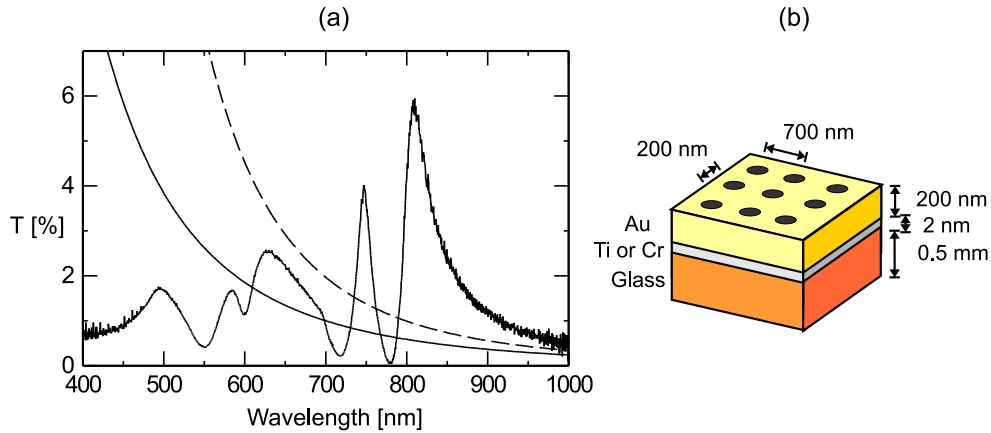 (a)
6
4
T [%]
2
0
400 500 600 700 800 900 1000
Wavelength [nm]
(b)
700 nm
200 nm
200 nm
Au
2 nm
Ti or Cr
0.5 mm
Glass